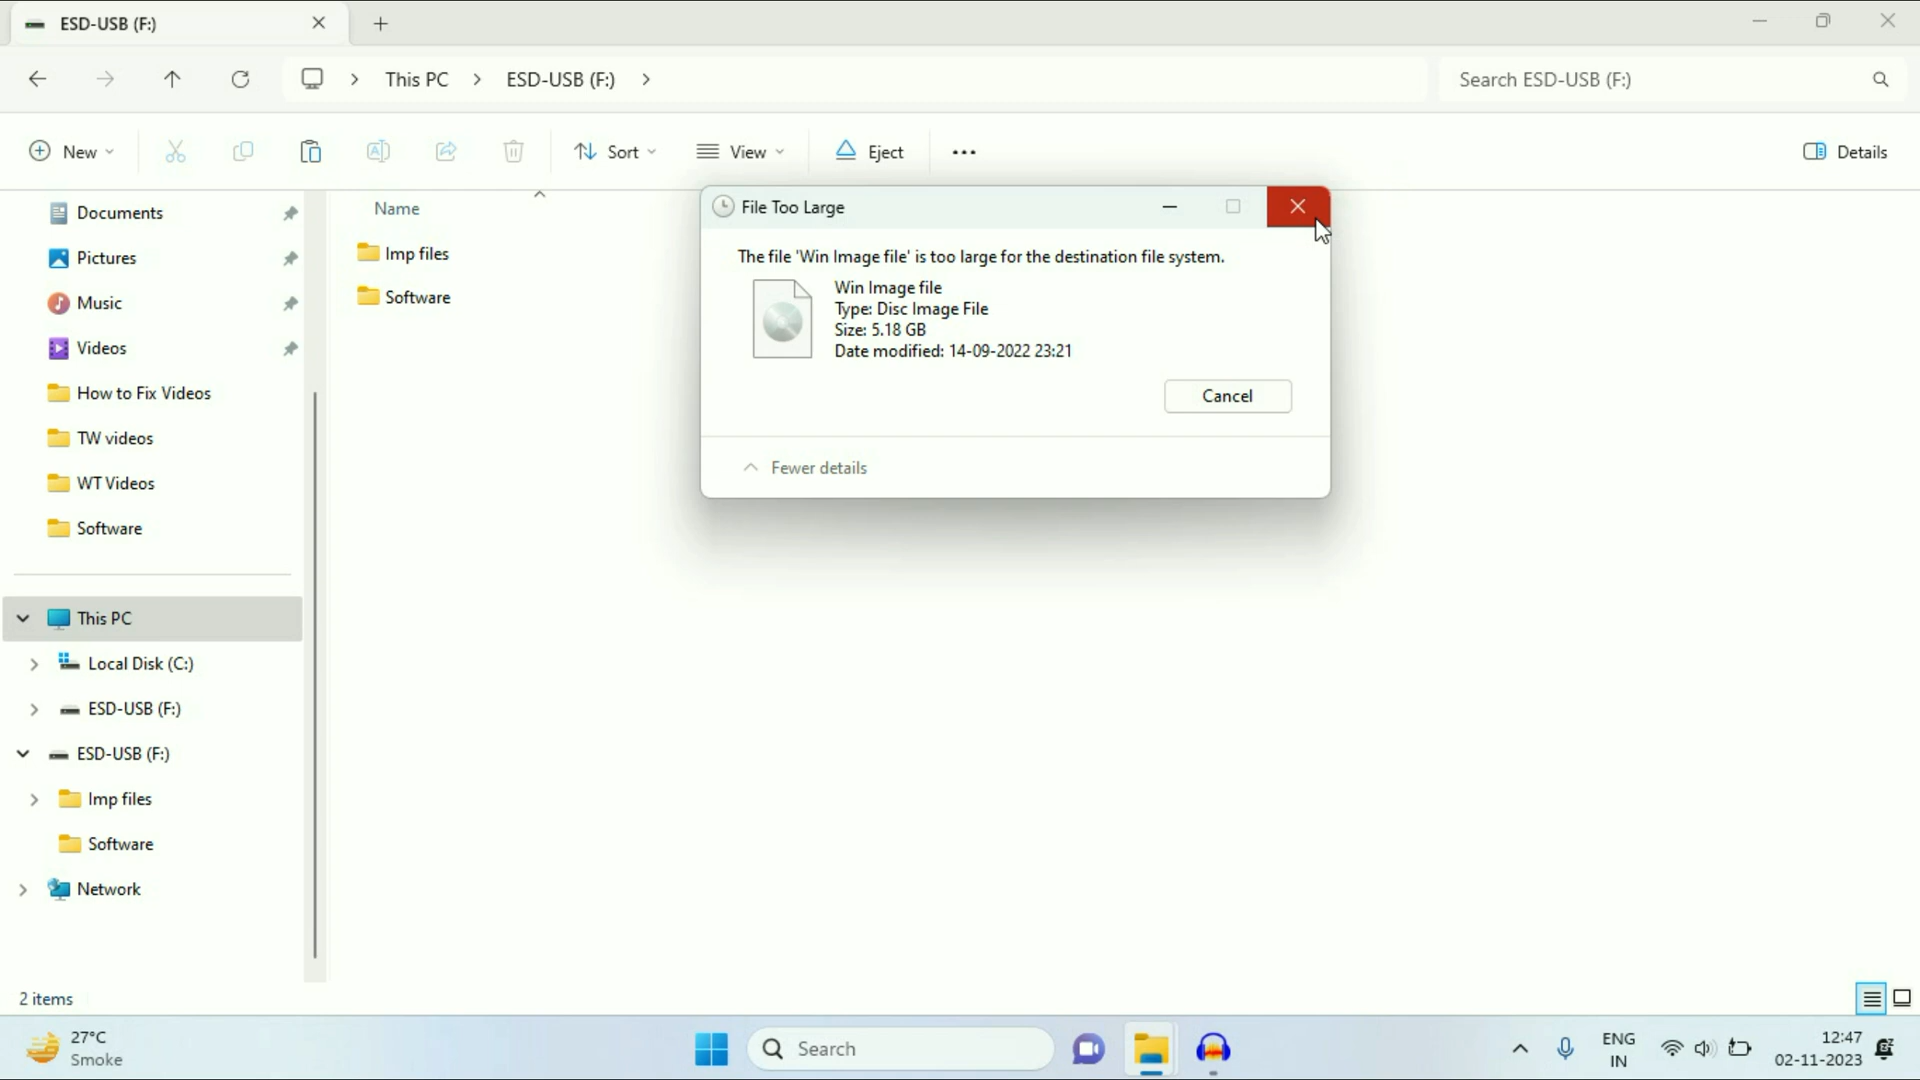 ESD-USB (F:)
This PC
ESD-USB (F:)
Search ESD-USB (F:)
New
Sort
View
Eject
Details
Documents
Pictures
Music
Videos
How to Fix Videos
TW videos
WT Videos
Software
This PC
Local Disk (C:)
ESD-USB (F:)
ESD-USB (F:)
Imp files
Software
Network
Name
Imp files
Software
File Too Large
The file 'Win Image file' is too large for the destination file system.
Win Image file
Type: Disc Image File
Size: 5.18 GB
Date modified: 14-09-2022 23:21
Cancel
Fewer details
2 items
27°C
Smoke
Search
ENG
IN
12:47
02-11-2023